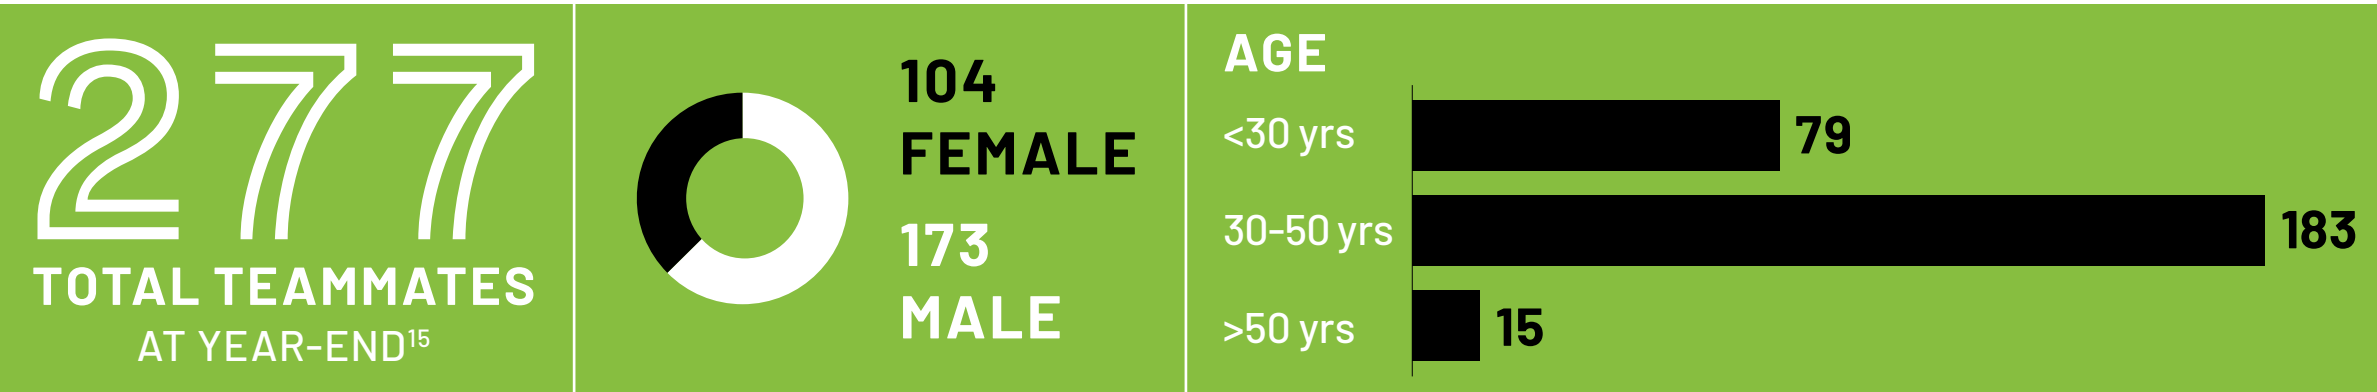 277
TOTAL TEAMMATES
AT YEAR-END15
104
FEMALE
173
MALE
AGE
<30 yrs 79
30-50 yrs 183
>50 yrs 15